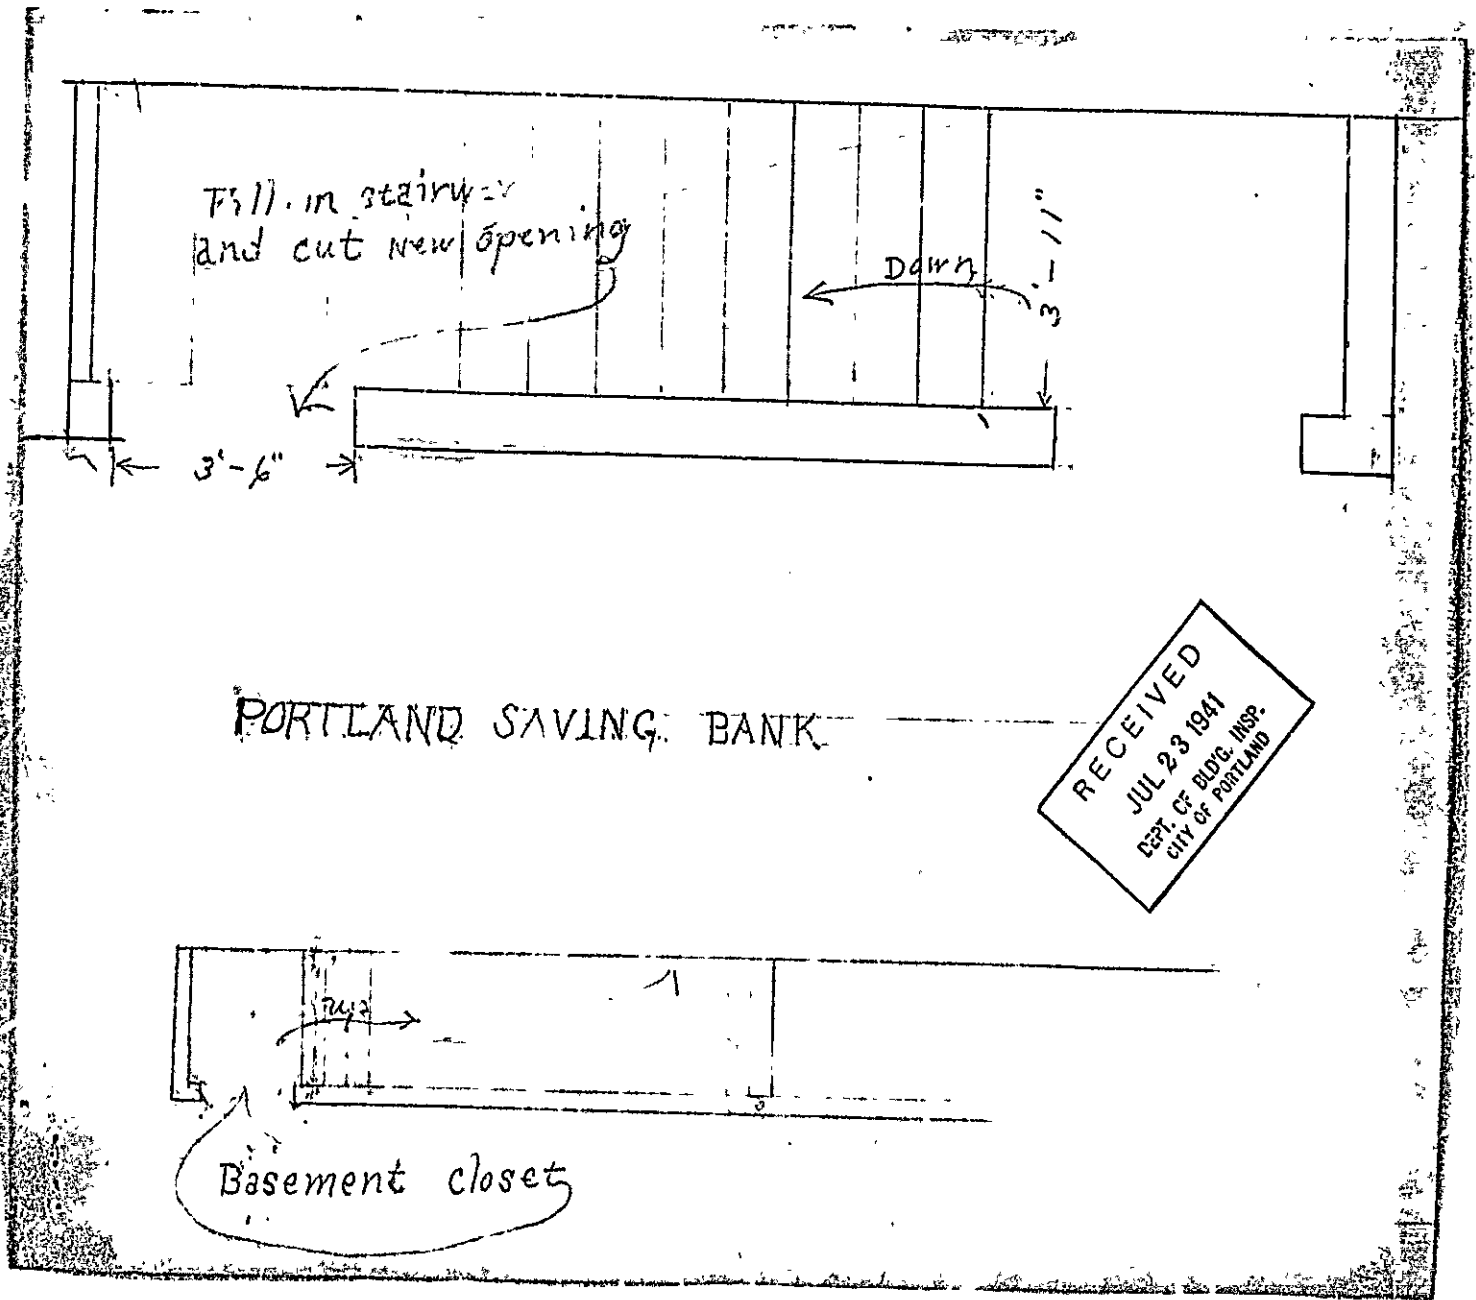 Fill in stairway
and cut New opening
Down
3'-11"
3'-6"
PORTLAND SAVING BANK
RECEIVED
JUL 23 1941
DEPT. OF BLD'G. INSP.
CITY OF PORTLAND
up
Basement closet